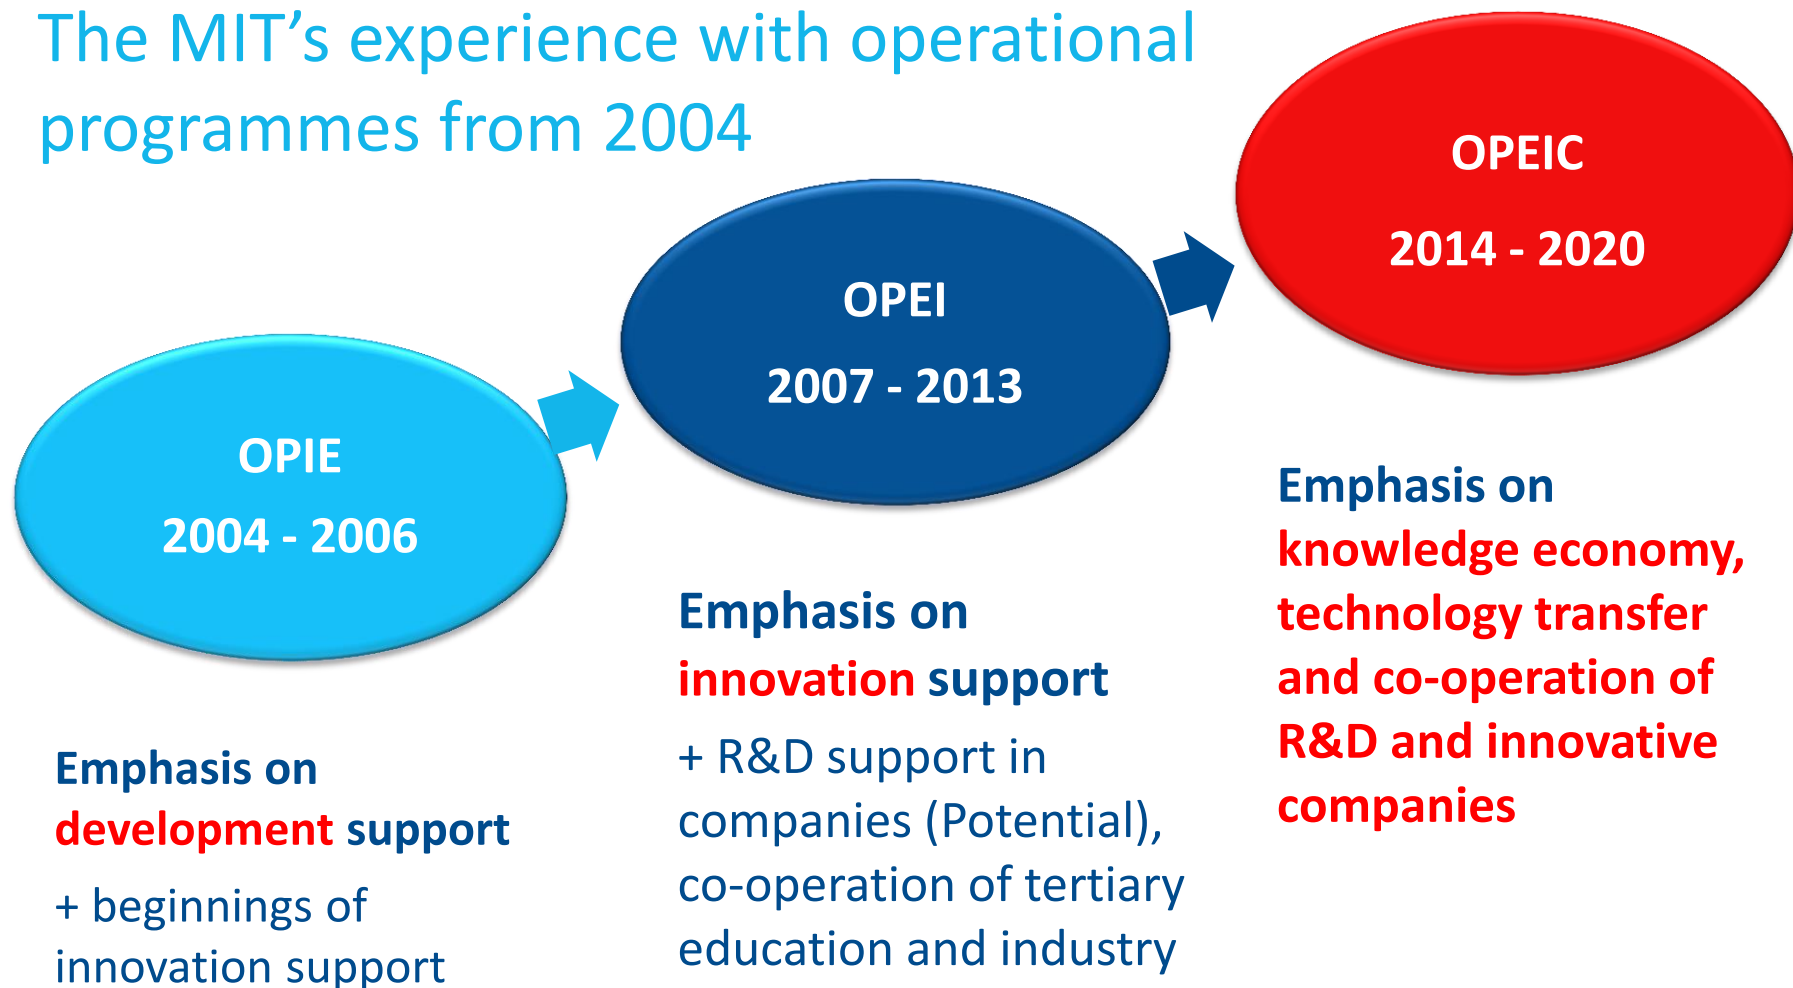 The MIT’s experience with operational
programmes from 2004
OPIE
2004 - 2006
Emphasis on
development support
+ beginnings of
innovation support
OPEI
2007 - 2013
Emphasis on
innovation support
+ R&D support in
companies (Potential),
co-operation of tertiary
education and industry
OPEIC
2014 - 2020
Emphasis on
knowledge economy,
technology transfer
and co-operation of
R&D and innovative
companies